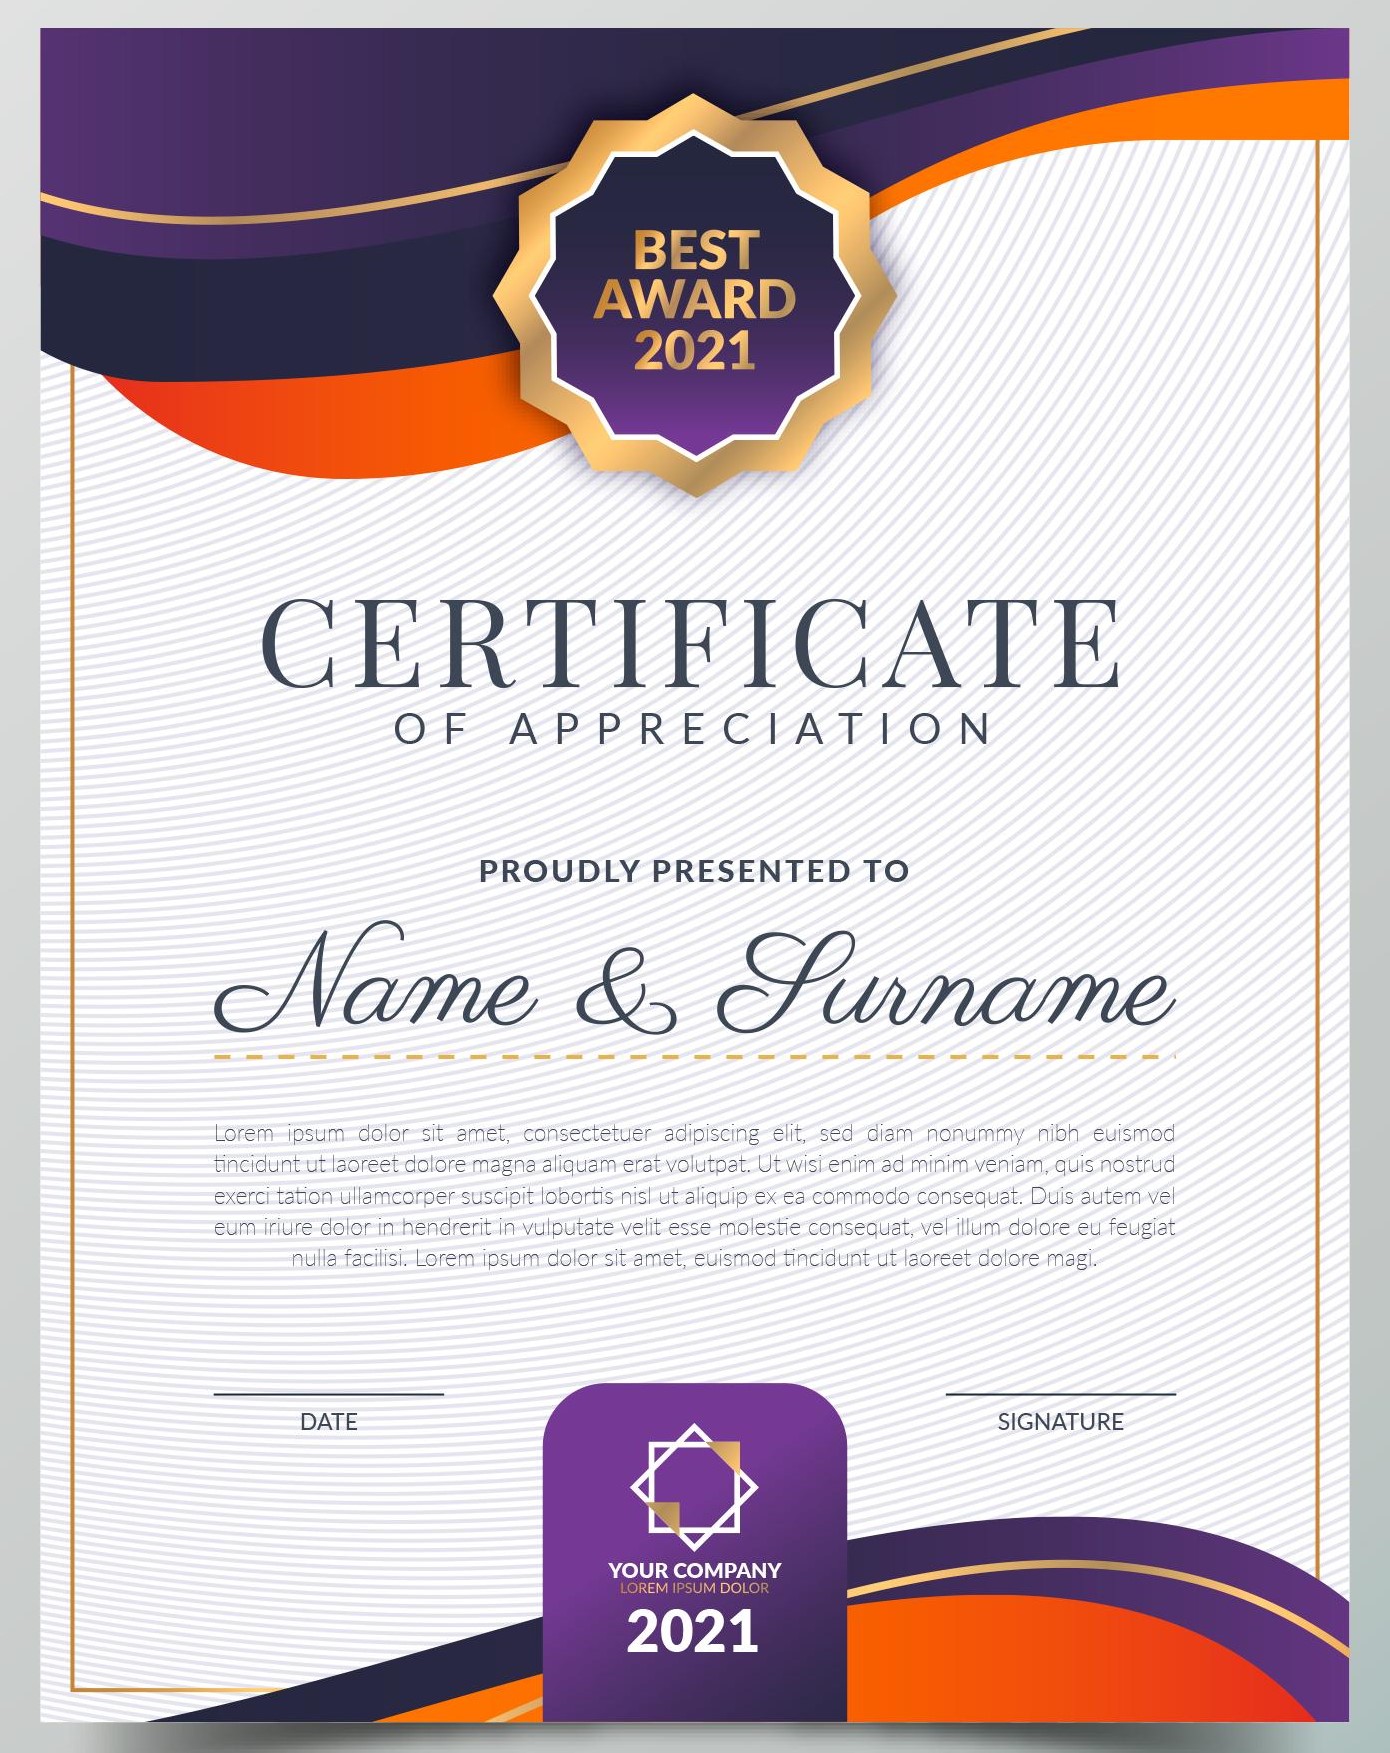 BEST
AWARD
2021
CERTIFICATE
OF APPRECIATION
PROUDLY PRESENTED TO
Name & Surname
Lorem ipsum dolor sit amet, consectetuer adipiscing elit, sed diam nonummy nibh euismod
tincidunt ut laoreet dolore magna aliquam erat volutpat. Ut wisi enim ad minim veniam, quis nostrud
exerci tation ullamcorper suscipit lobortis nisl ut aliquip ex ea commodo consequat. Duis autem vel
eum iriure dolor in hendrerit in vulputate velit esse molestie consequat, vel illum dolore eu feugiat
nulla facilisi. Lorem ipsum dolor sit amet, euismod tincidunt ut laoreet dolore magi.
DATE
SIGNATURE
YOUR COMPANY
LOREM IPSUM DOLOR
2021